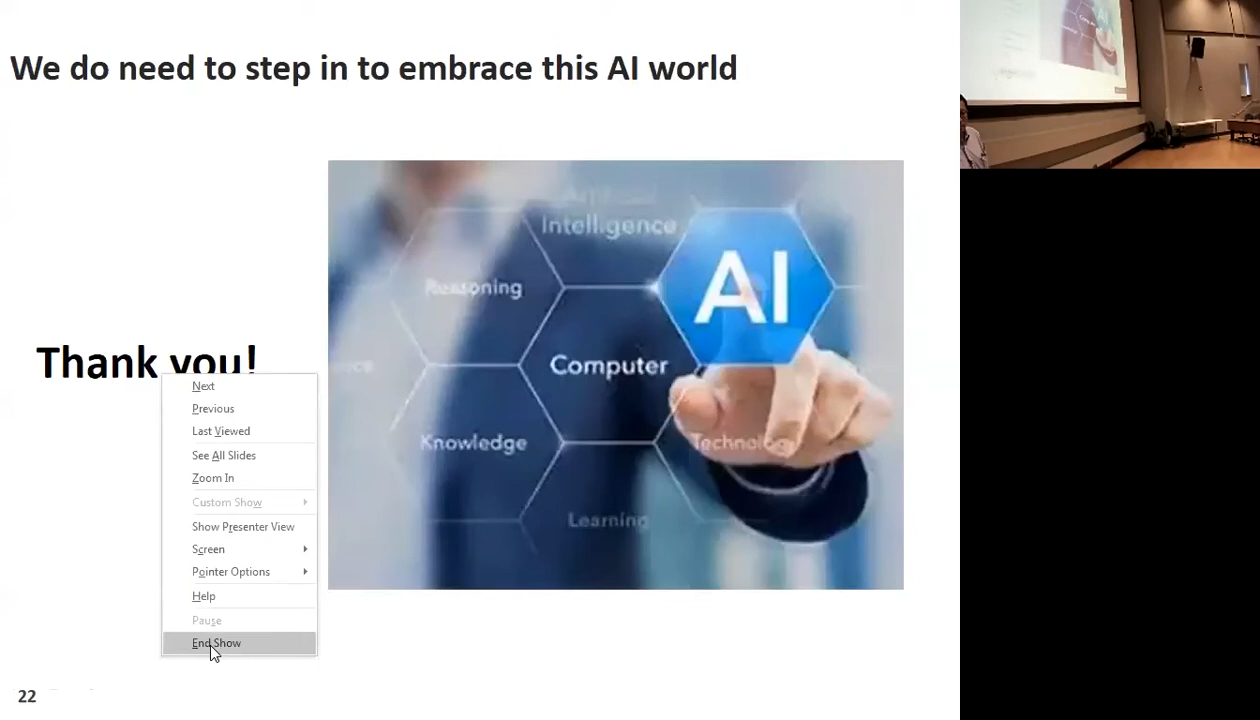 We do need to step in to embrace this AI world
Artificial
Intelligence
AI
Reasoning
Computer
Knowledge
Technology
Learning
Thank you!
Next
Previous
Last Viewed
See All Slides
Zoom In
Custom Show
Show Presenter View
Screen
Pointer Options
Help
Pause
End Show
22